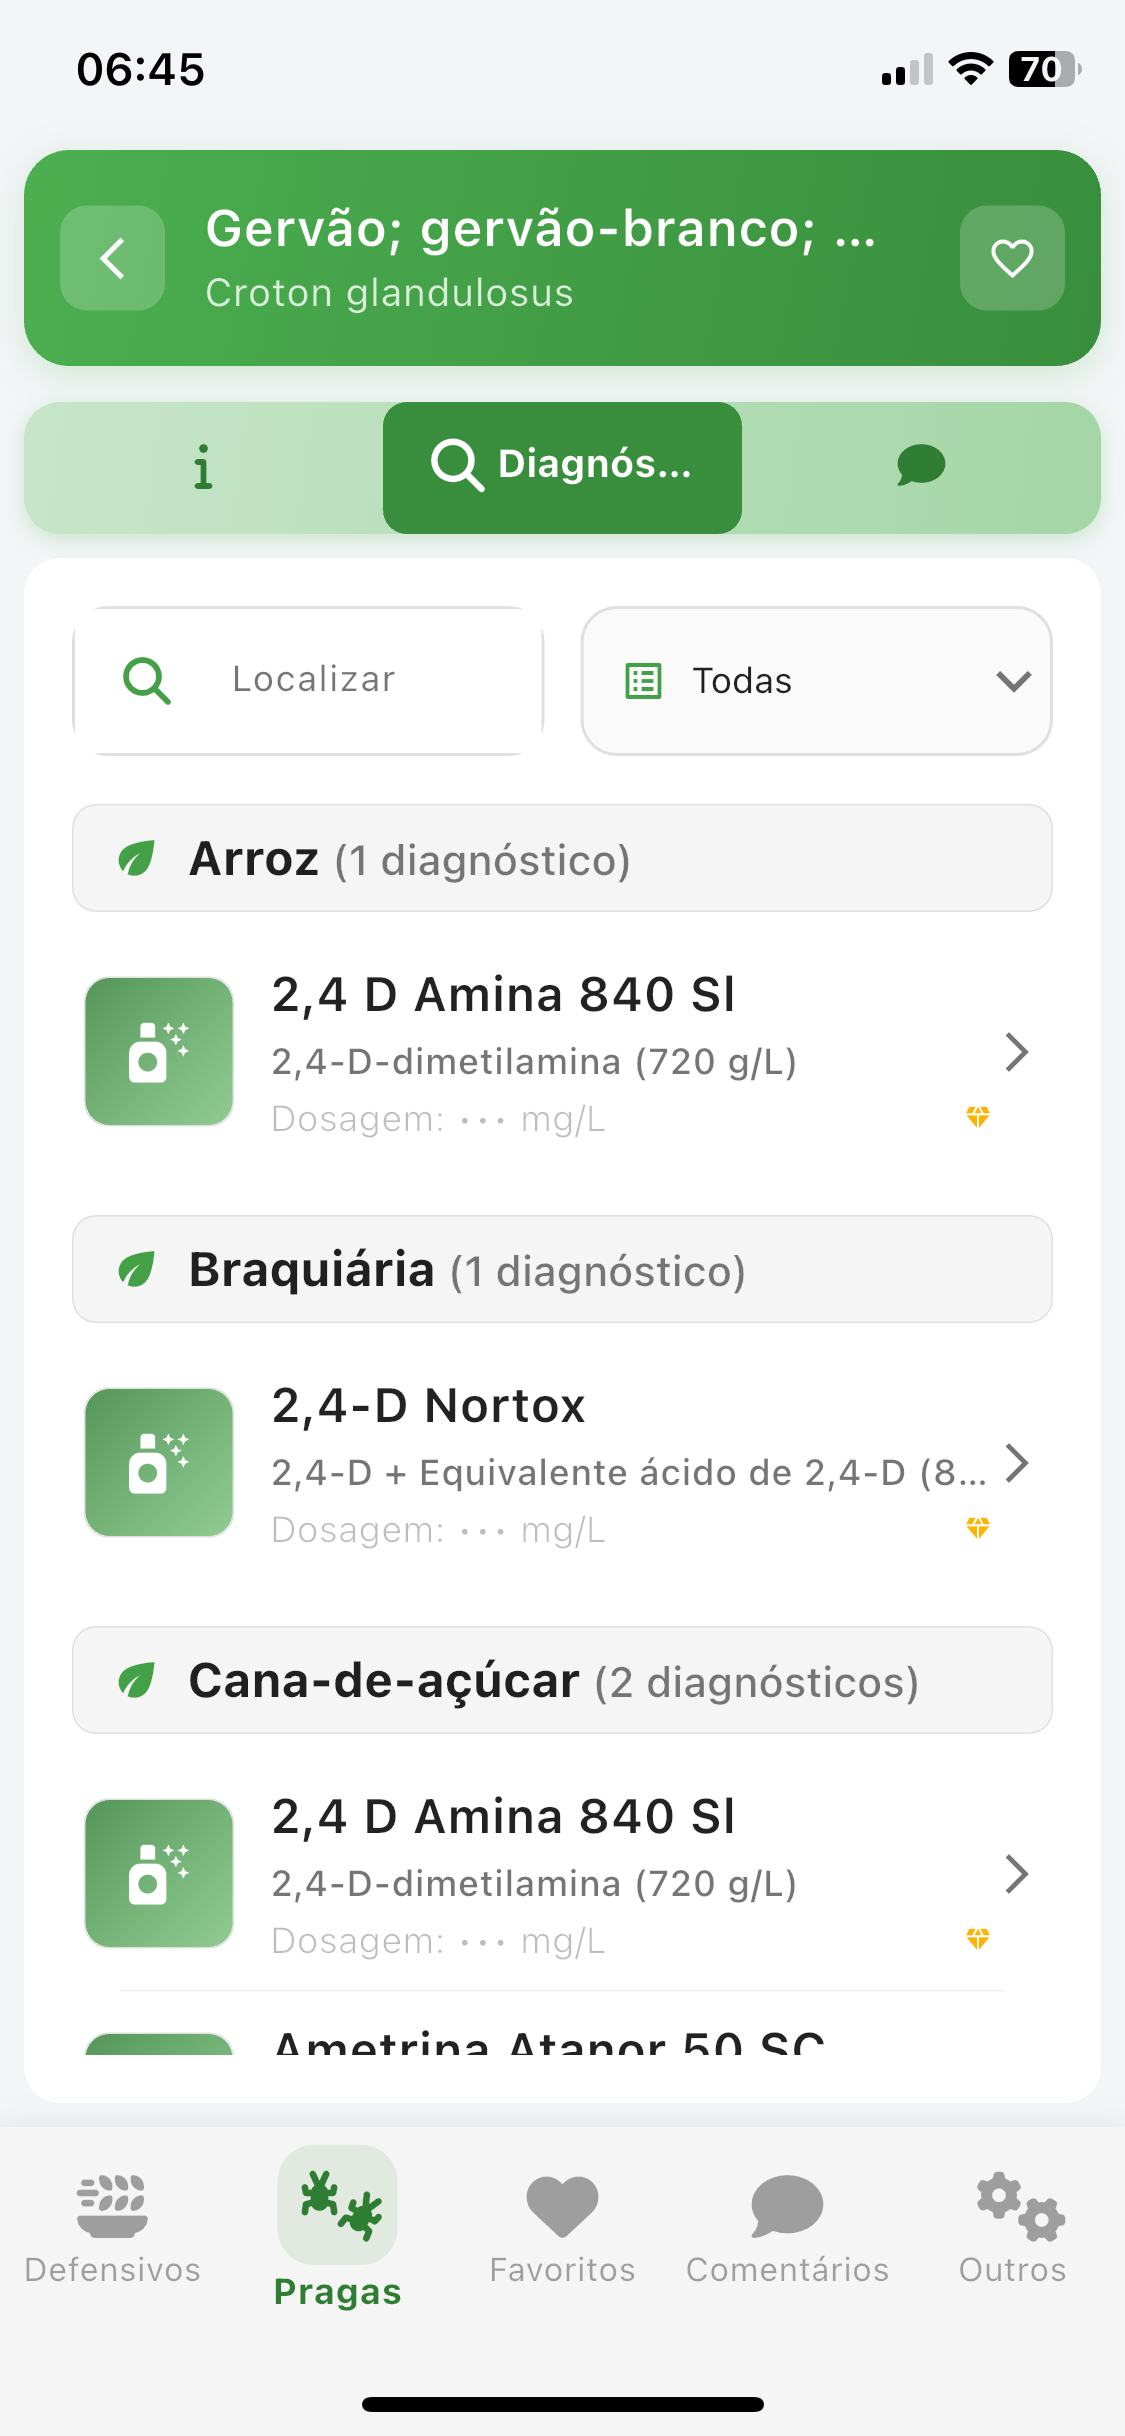 06:45
70
Gervão; gervão-branco; ...
Croton glandulosus
Diagnós...
Localizar
Todas
Arroz (1 diagnóstico)
2,4 D Amina 840 Sl
2,4-D-dimetilamina (720 g/L)
Dosagem: ••• mg/L
Braquiária (1 diagnóstico)
2,4-D Nortox
2,4-D + Equivalente ácido de 2,4-D (8...
Dosagem: ••• mg/L
Cana-de-açúcar (2 diagnósticos)
2,4 D Amina 840 Sl
2,4-D-dimetilamina (720 g/L)
Dosagem: ••• mg/L
Ametrina Atanor 50 SC
Defensivos
Pragas
Favoritos
Comentários
Outros